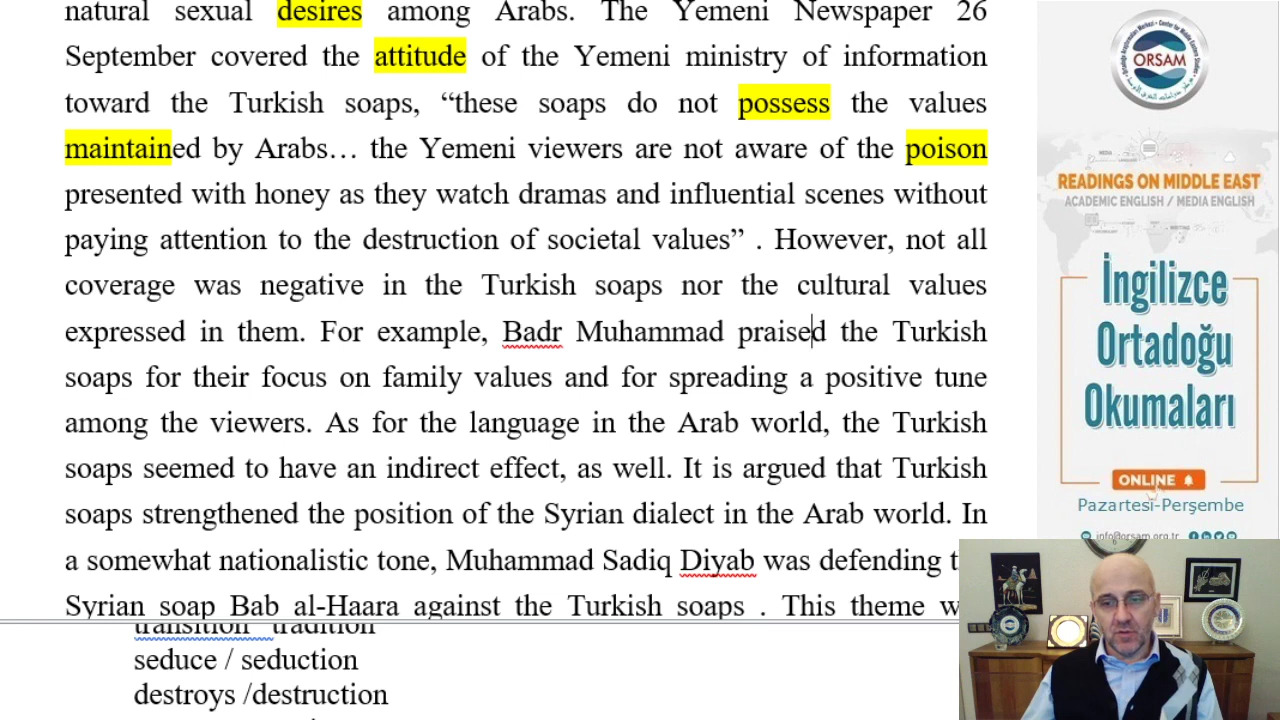 natural sexual desires among Arabs. The Yemeni Newspaper 26
September covered the attitude of the Yemeni ministry of information
toward the Turkish soaps, “these soaps do not possess the values
maintained by Arabs… the Yemeni viewers are not aware of the poison
presented with honey as they watch dramas and influential scenes without
paying attention to the destruction of societal values” . However, not all
coverage was negative in the Turkish soaps nor the cultural values
expressed in them. For example, Badr Muhammad praised the Turkish
soaps for their focus on family values and for spreading a positive tune
among the viewers. As for the language in the Arab world, the Turkish
soaps seemed to have an indirect effect, as well. It is argued that Turkish
soaps strengthened the position of the Syrian dialect in the Arab world. In
a somewhat nationalistic tone, Muhammad Sadiq Diyab was defending t
Syrian soap Bab al-Haara against the Turkish soaps . This theme w
transition tradition
seduce / seduction
destroys /destruction
ORSAM
READINGS ON MIDDLE EAST
ACADEMIC ENGLISH / MEDIA ENGLISH
İngilizce
Ortadoğu
Okumaları
ONLINE
Pazartesi-Perşembe
info@orsam.org.tr